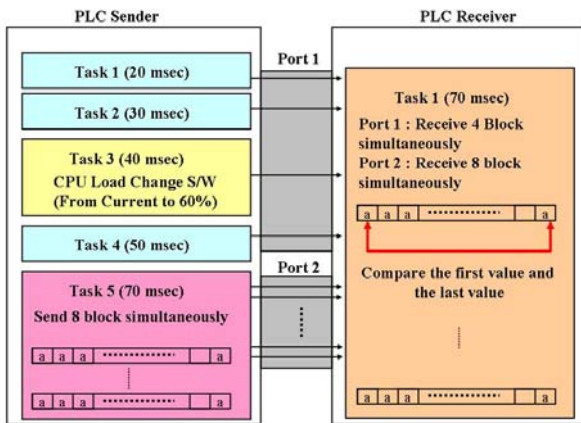 PLC Sender
Task 1 (20 msec)
Task 2 (30 msec)
Task 3 (40 msec)
CPU Load Change S/W
(From Current to 60%)
Task 4 (50 msec)
Task 5 (70 msec)
Send 8 block simultaneously
a a a a
a a a a
Port 1
Port 2
PLC Receiver
Task 1 (70 msec)
Port 1 : Receive 4 Block
simultaneously
Port 2 : Receive 8 block
simultaneously
a a a a
Compare the first value and
the last value
a a a a